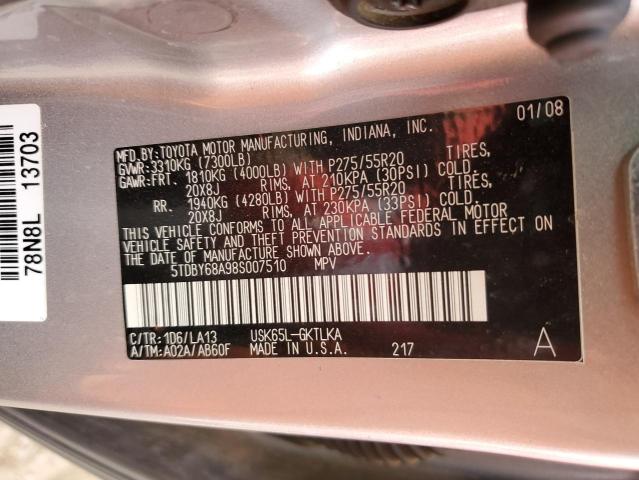 01/08
MFD.BY:TOYOTA MOTOR MANUFACTURING, INDIANA, INC.
GVWR:3310KG (7300LB)
GAWR:FRT. 1810KG (4000LB) WITH P275/55R20 TIRES,
20X8J RIMS, AT 210KPA (30PSI) COLD.
RR. 1940KG (4280LB) WITH P275/55R20 TIRES,
20X8J RIMS, AT 230KPA (33PSI) COLD.
THIS VEHICLE CONFORMS TO ALL APPLICABLE FEDERAL MOTOR
VEHICLE SAFETY AND THEFT PREVENTION STANDARDS IN EFFECT ON
THE DATE OF MANUFACTURE SHOWN ABOVE.
5TDBY68A98S007510 MPV
C/TR:1D6/LA13 USK65L-GKTLKA
A/TM:A02A/AB60F MADE IN U.S.A. 217 A
78N8L 13703